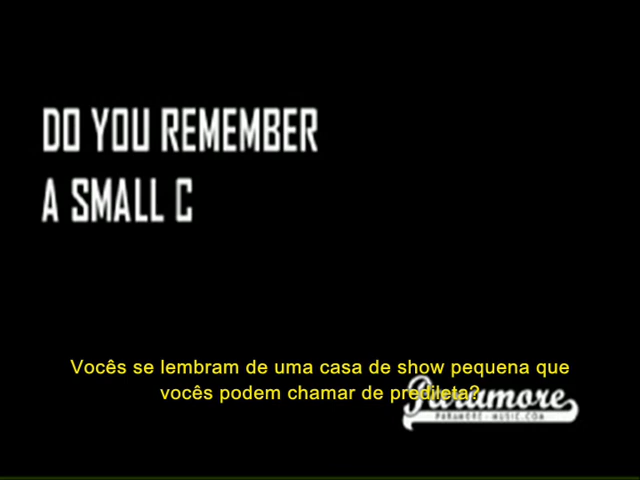 DO YOU REMEMBER
A SMALL C
Vocês se lembram de uma casa de show pequena que
vocês podem chamar de predileta?
Paramore
PARAMORE-MUSIC.COM